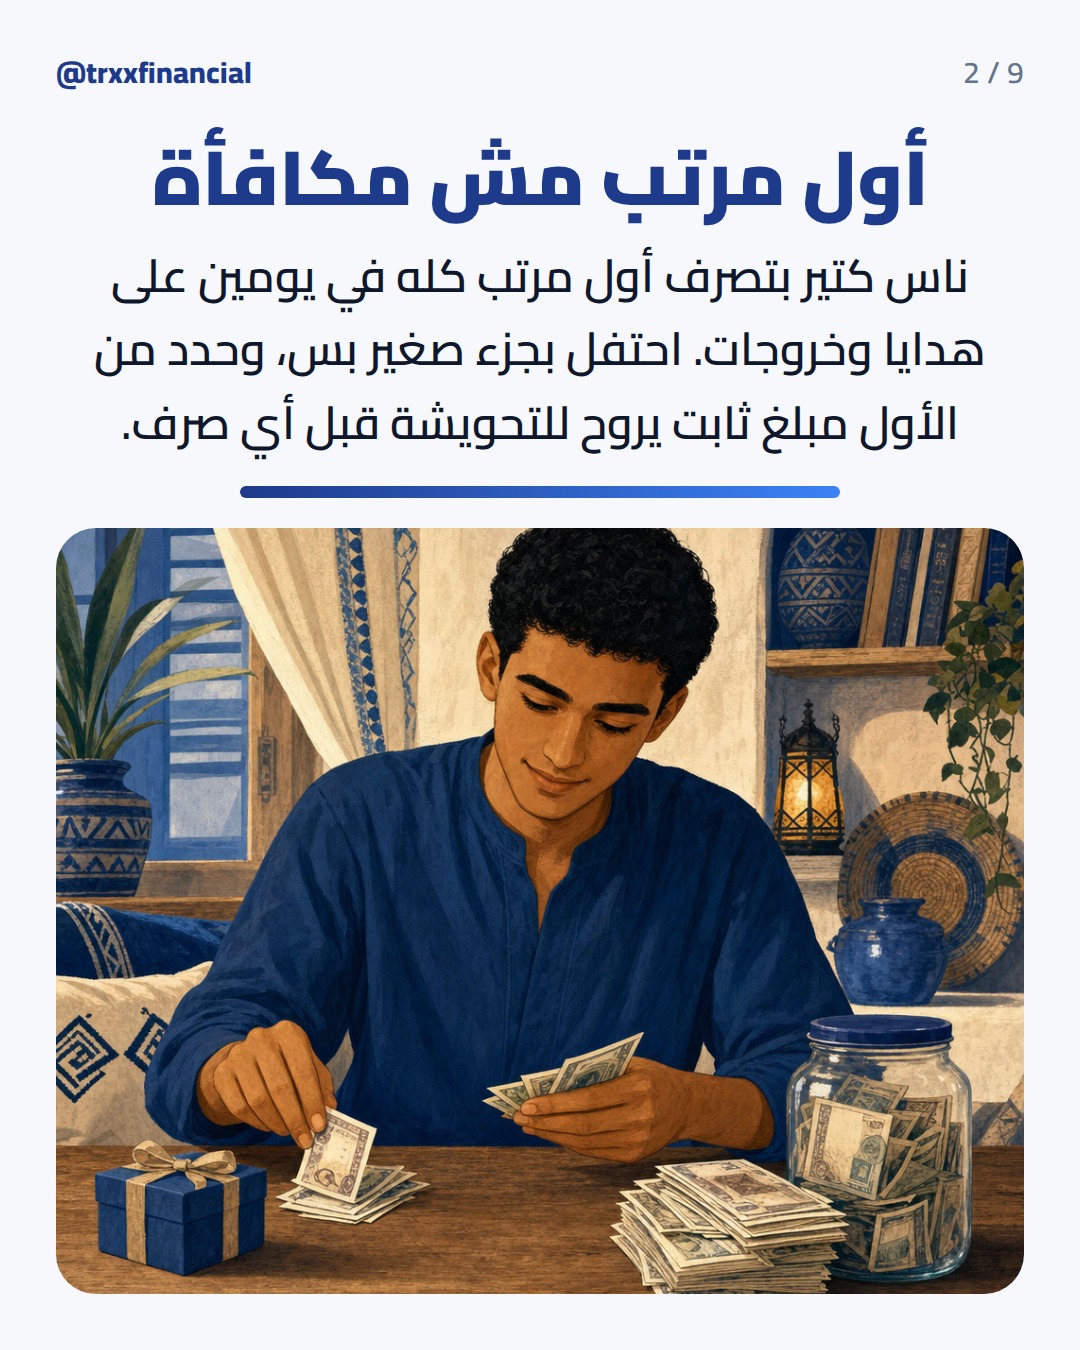 @trxxfinancial
2 / 9
أول مرتب مش مكافأة
ناس كتير بتصرف أول مرتب كله في يومين على
هدايا وخروجات. احتفل بجزء صغير بس، وحدد من
الأول مبلغ ثابت يروح للتحويشة قبل أي صرف.